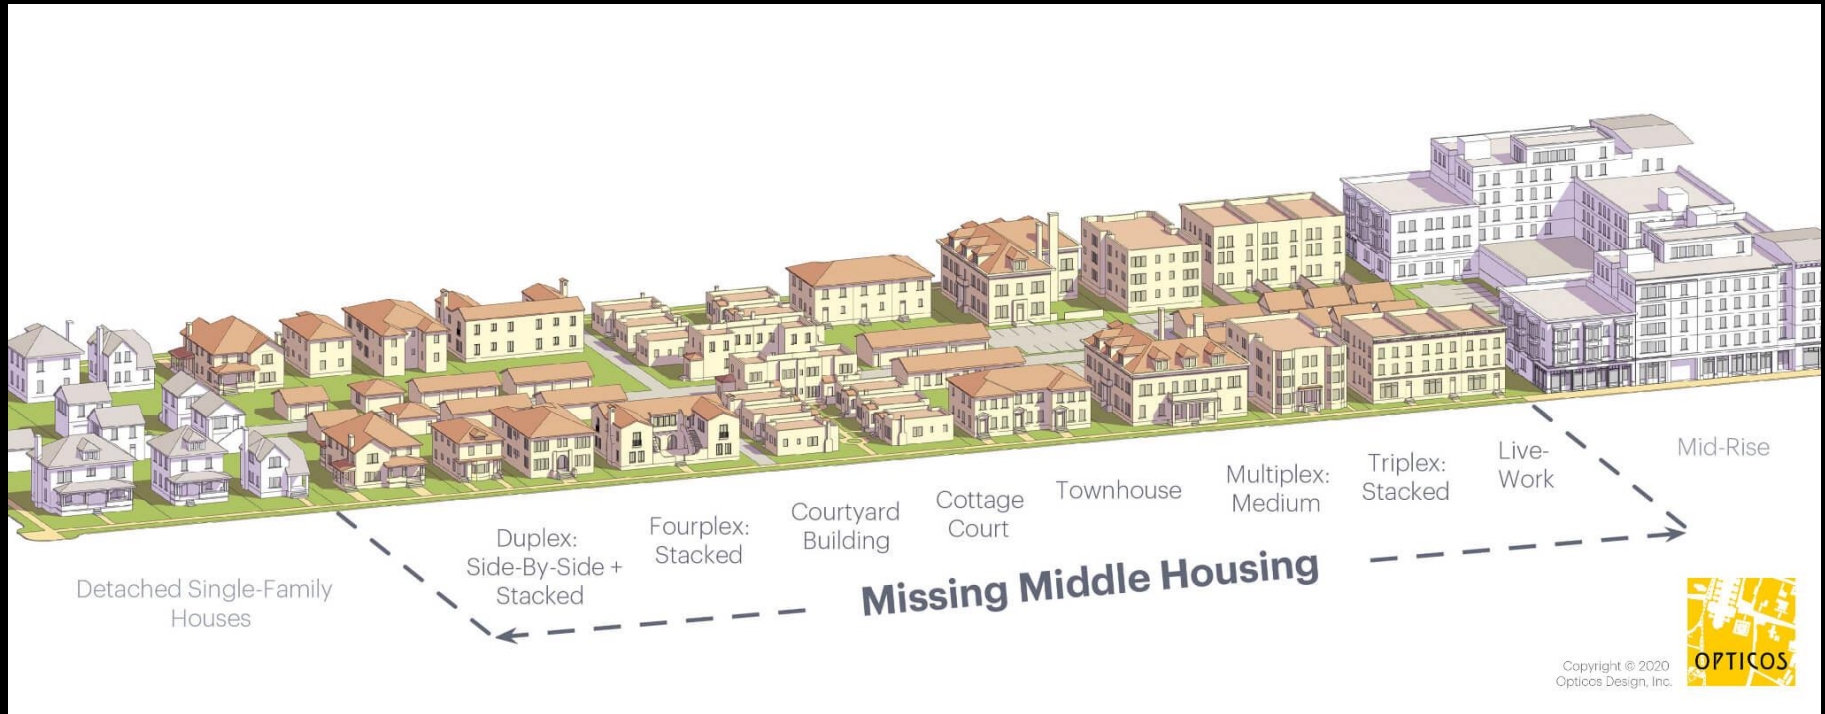 Detached Single-Family
Houses
Duplex:
Side-By-Side +
Stacked
Fourplex:
Stacked
Courtyard
Building
Cottage
Court
Townhouse
Multiplex:
Medium
Triplex:
Stacked
Live-
Work
Mid-Rise
Missing Middle Housing
Copyright © 2020
Opticos Design, Inc.
OPTICOS